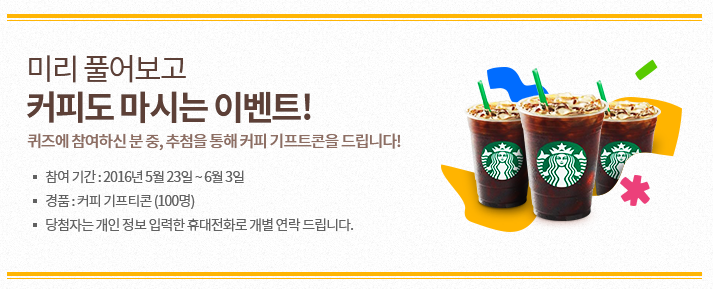 미리 풀어보고
커피도 마시는 이벤트!
퀴즈에 참여하신 분 중, 추첨을 통해 커피 기프트콘을 드립니다!
▪ 참여 기간 : 2016년 5월 23일 ~ 6월 3일
▪ 경품 : 커피 기프티콘 (100명)
▪ 당첨자는 개인 정보 입력한 휴대전화로 개별 연락 드립니다.